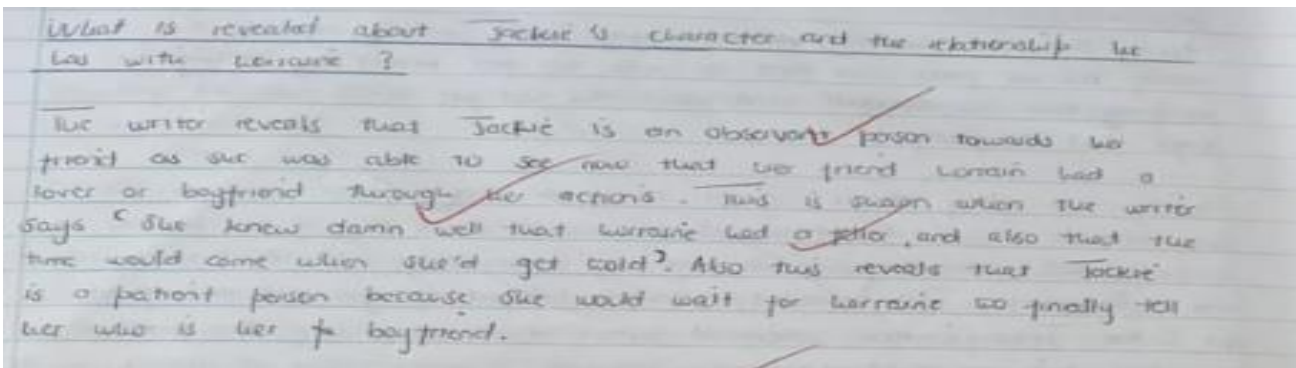 What is revealed about Jackie's character and the relationship he
has with Lorraine ?
The writer reveals that Jackie is an observant person towards her
friend as she was able to see how that her friend Lorrain had a
lover or boyfriend through her actions. This is shown when the writer
says " She knew damn well that Lorraine had a fella, and also that the
time would come when she'd get told". Also this reveals that Jackie
is a patient person because she would wait for Lorraine to finally tell
her who is her boyfriend.